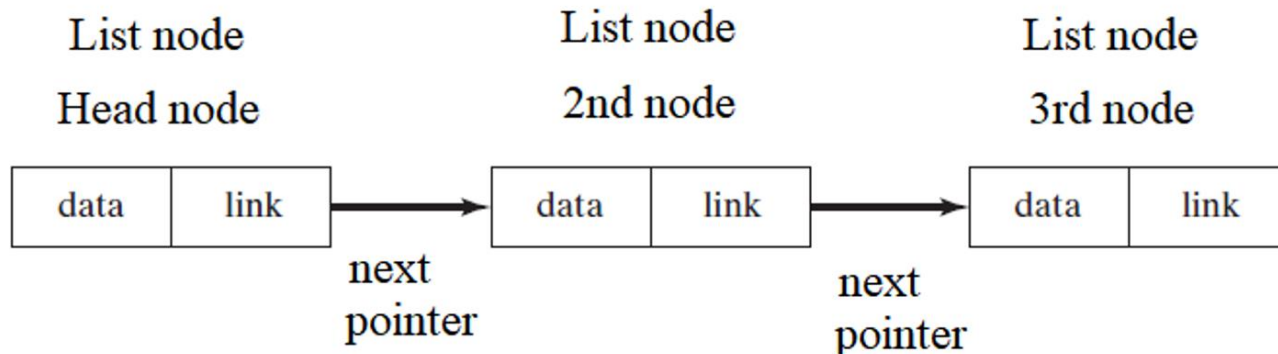 List node
Head node
List node
2nd node
List node
3rd node
data link
data link
data link
next
pointer
next
pointer